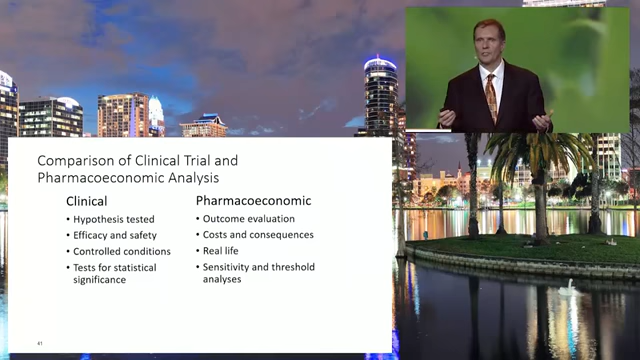 Comparison of Clinical Trial and
Pharmacoeconomic Analysis
Clinical
• Hypothesis tested
• Efficacy and safety
• Controlled conditions
• Tests for statistical
significance
Pharmacoeconomic
• Outcome evaluation
• Costs and consequences
• Real life
• Sensitivity and threshold
analyses
41